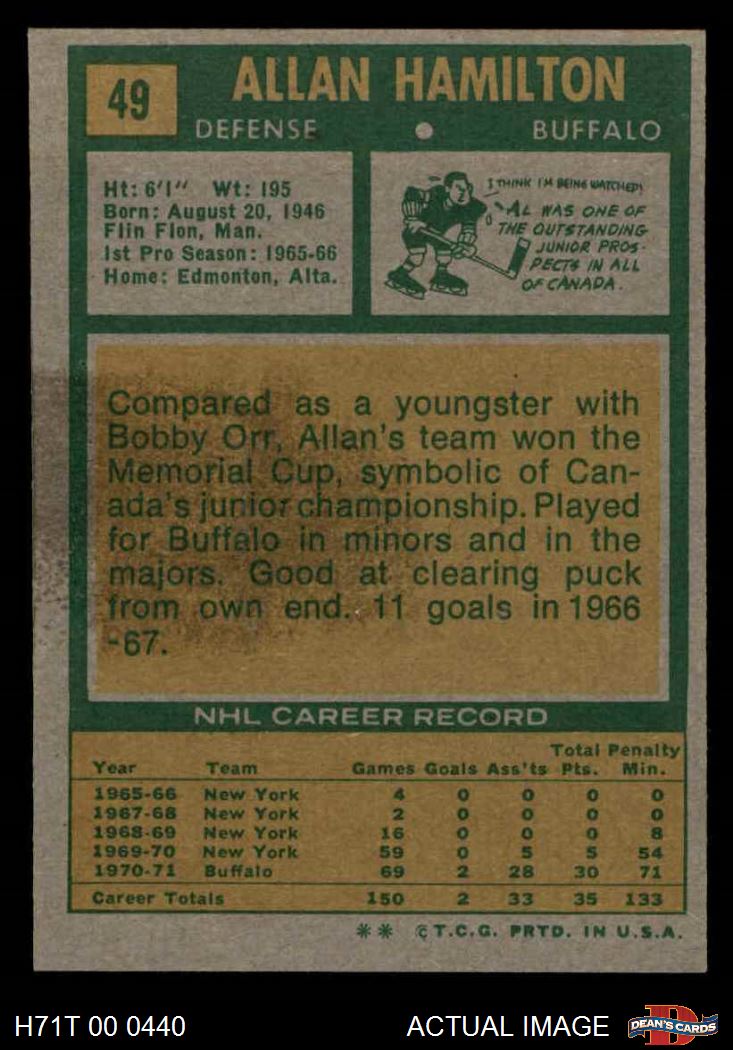 49
ALLAN HAMILTON
DEFENSE • BUFFALO
Ht: 6'1" Wt: 195
Born: August 20, 1946
Flin Flon, Man.
1st Pro Season: 1965-66
Home: Edmonton, Alta.
I THINK I'M BEING WATCHED!
AL WAS ONE OF
THE OUTSTANDING
JUNIOR PROS-
PECTS IN ALL
OF CANADA.
Compared as a youngster with
Bobby Orr, Allan's team won the
Memorial Cup, symbolic of Can-
ada's junior championship. Played
for Buffalo in minors and in the
majors. Good at clearing puck
from own end. 11 goals in 1966
-67.
NHL CAREER RECORD
Total Penalty
Year Team Games Goals Ass'ts Pts. Min.
1965-66 New York 4 0 0 0 0
1967-68 New York 2 0 0 0 0
1968-69 New York 16 0 0 0 8
1969-70 New York 59 0 5 5 54
1970-71 Buffalo 69 2 28 30 71
Career Totals 150 2 33 35 133
** © T.C.G. PRTD. IN U.S.A.
H71T 00 0440 ACTUAL IMAGE D DEAN'S CARDS